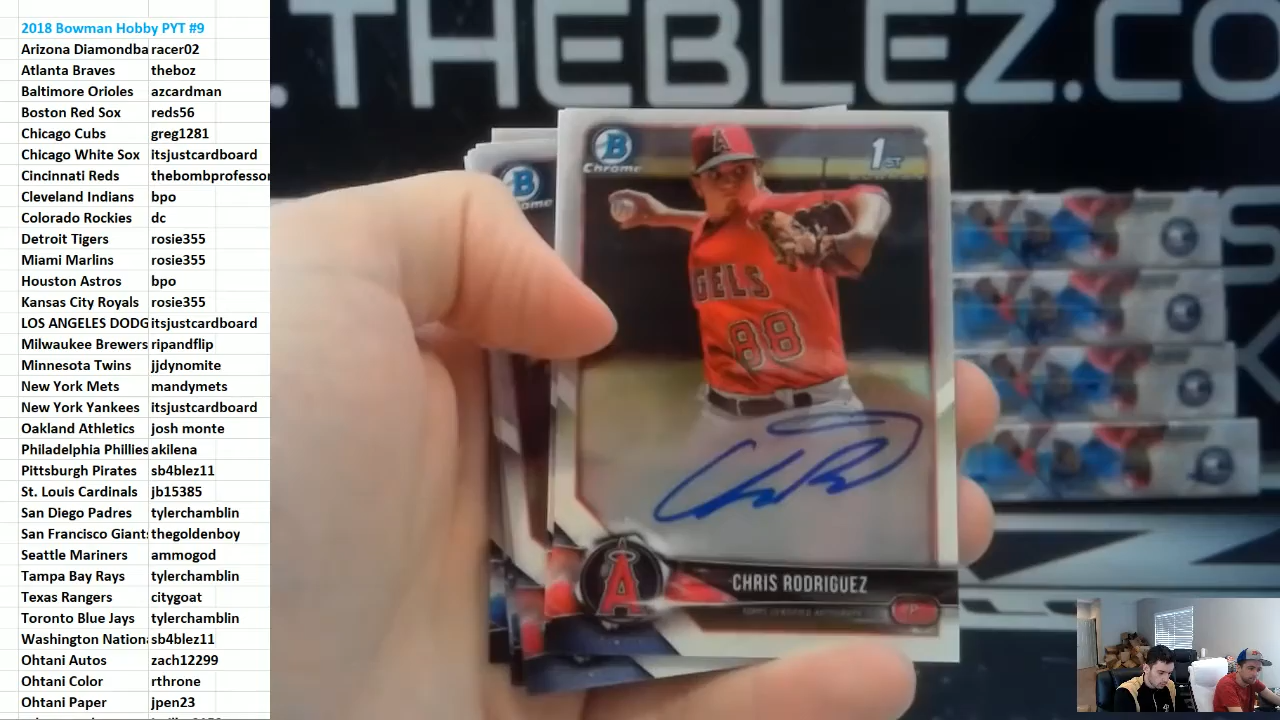 2018 Bowman Hobby PYT #9
Arizona Diamondba racer02
Atlanta Braves theboz
Baltimore Orioles azcardman
Boston Red Sox reds56
Chicago Cubs greg1281
Chicago White Sox itsjustcardboard
Cincinnati Reds thebombprofessor
Cleveland Indians bpo
Colorado Rockies dc
Detroit Tigers rosie355
Miami Marlins rosie355
Houston Astros bpo
Kansas City Royals rosie355
LOS ANGELES DODG itsjustcardboard
Milwaukee Brewers ripandflip
Minnesota Twins jjdynomite
New York Mets mandymets
New York Yankees itsjustcardboard
Oakland Athletics josh monte
Philadelphia Phillies akilena
Pittsburgh Pirates sb4blez11
St. Louis Cardinals jb15385
San Diego Padres tylerchamblin
San Francisco Giants thegoldenboy
Seattle Mariners ammogod
Tampa Bay Rays tylerchamblin
Texas Rangers citygoat
Toronto Blue Jays tylerchamblin
Washington Nationa sb4blez11
Ohtani Autos zach12299
Ohtani Color rthrone
Ohtani Paper jpen23
.THEBLEZ.CO
B
Chrome
1ST
BOWMAN
B
ome
GELS
88
A
CHRIS RODRIGUEZ
TOPPS CERTIFIED AUTOGRAPH